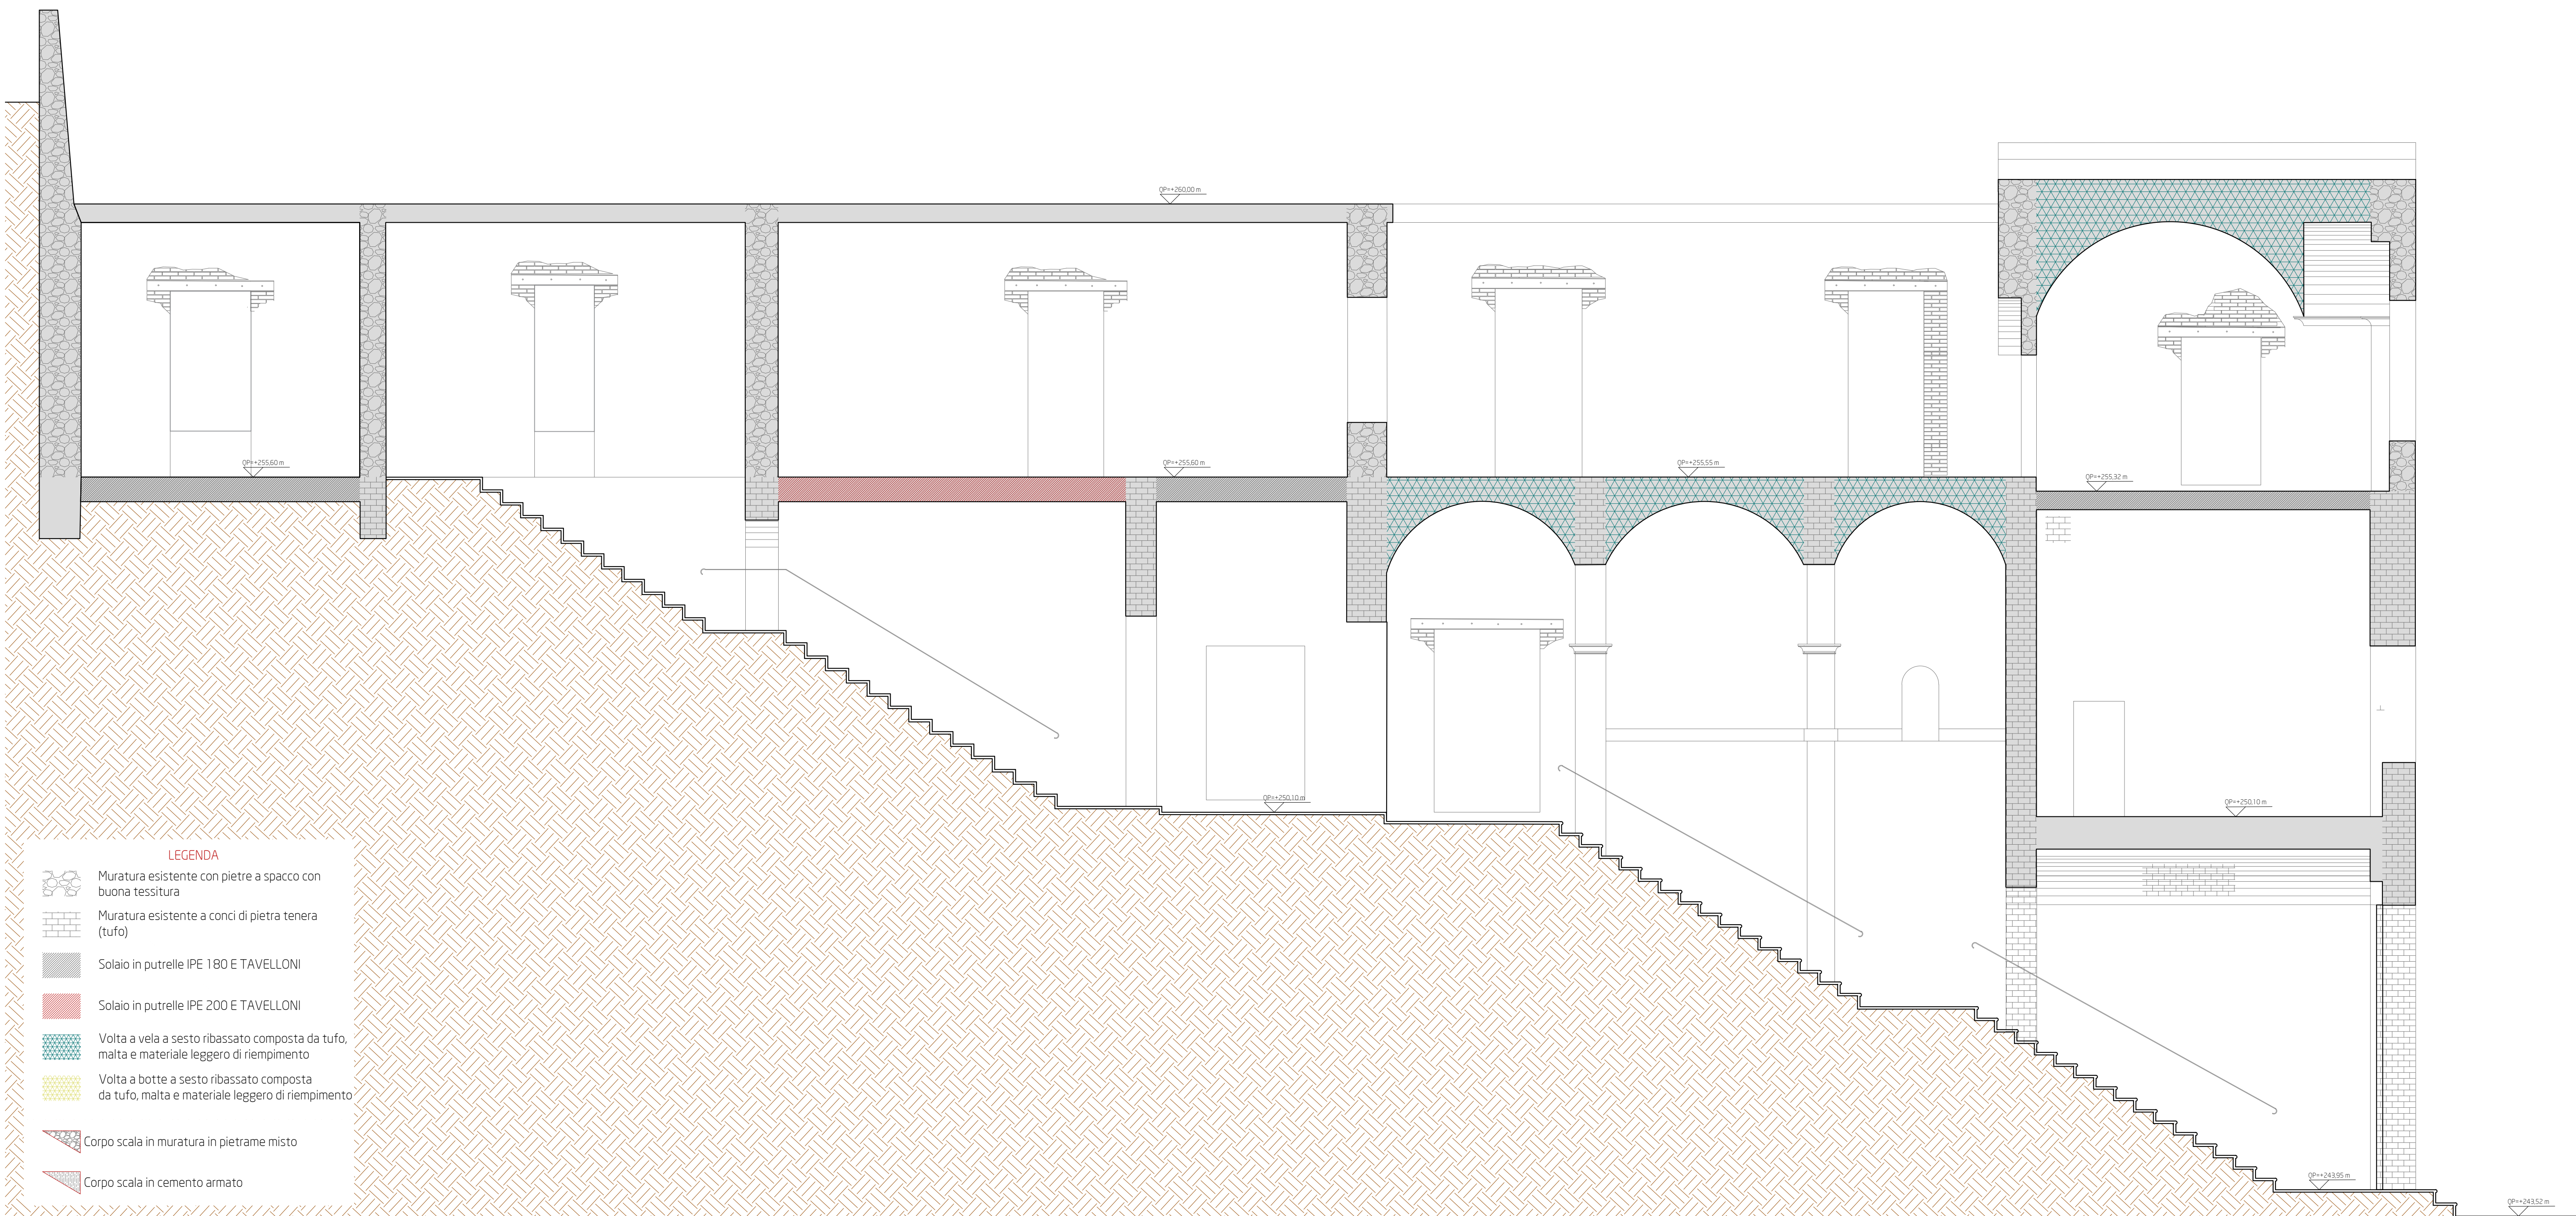 QP=+260,00 m
QP=+255,60 m
QP=+255,60 m
QP=+255,55 m
QP=+255,32 m
QP=+250,10 m
QP=+250,10 m
QP=+243,95 m
QP=+243,52 m
LEGENDA
Muratura esistente con pietre a spacco con
buona tessitura
Muratura esistente a conci di pietra tenera
(tufo)
Solaio in putrelle IPE 180 E TAVELLONI
Solaio in putrelle IPE 200 E TAVELLONI
Volta a vela a sesto ribassato composta da tufo,
malta e materiale leggero di riempimento
Volta a botte a sesto ribassato composta
da tufo, malta e materiale leggero di riempimento
Corpo scala in muratura in pietrame misto
Corpo scala in cemento armato